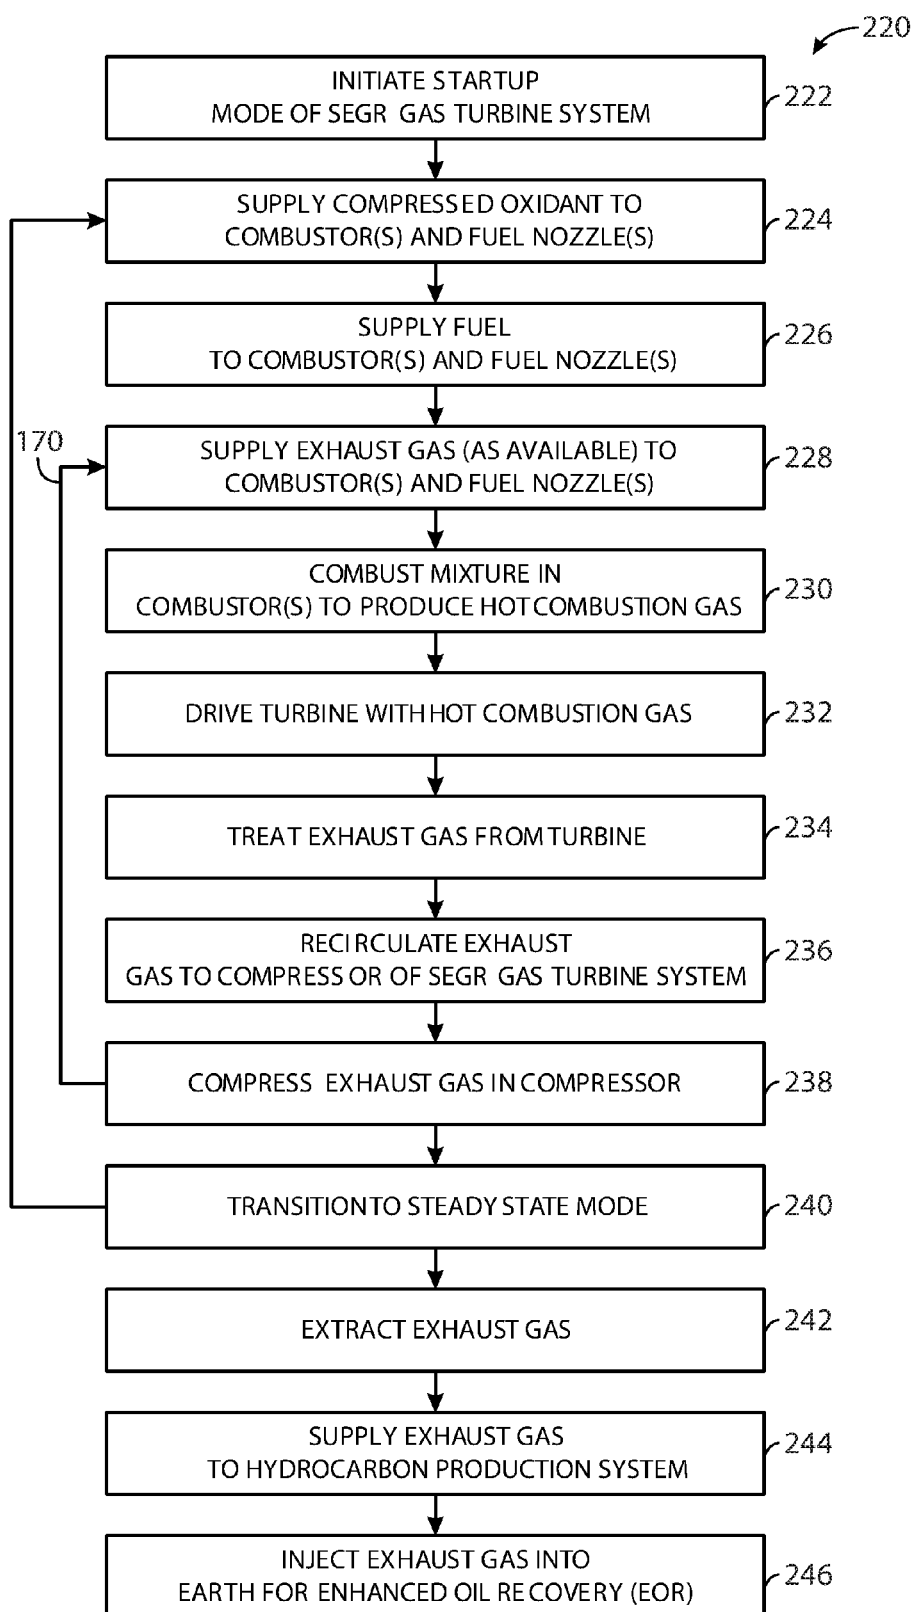 220
INITIATE STARTUP
MODE OF SEGR GAS TURBINE SYSTEM
222
SUPPLY COMPRESSED OXIDANT TO
COMBUSTOR(S) AND FUEL NOZZLE(S)
224
SUPPLY FUEL
TO COMBUSTOR(S) AND FUEL NOZZLE(S)
226
170
SUPPLY EXHAUST GAS (AS AVAILABLE) TO
COMBUSTOR(S) AND FUEL NOZZLE(S)
228
COMBUST MIXTURE IN
COMBUSTOR(S) TO PRODUCE HOT COMBUSTION GAS
230
DRIVE TURBINE WITH HOT COMBUSTION GAS
232
TREAT EXHAUST GAS FROM TURBINE
234
RECIRCULATE EXHAUST
GAS TO COMPRESSOR OF SEGR GAS TURBINE SYSTEM
236
COMPRESS EXHAUST GAS IN COMPRESSOR
238
TRANSITION TO STEADY STATE MODE
240
EXTRACT EXHAUST GAS
242
SUPPLY EXHAUST GAS
TO HYDROCARBON PRODUCTION SYSTEM
244
INJECT EXHAUST GAS INTO
EARTH FOR ENHANCED OIL RECOVERY (EOR)
246